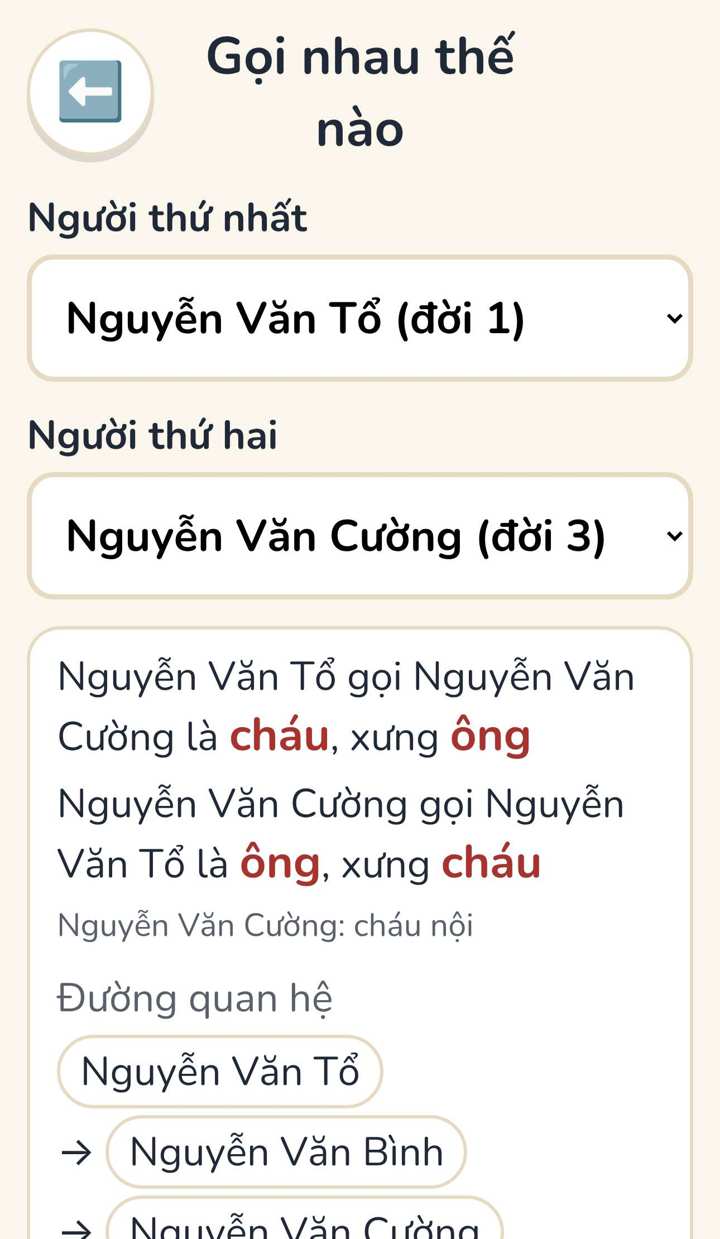 Gọi nhau thế
nào
Người thứ nhất
Nguyễn Văn Tổ (đời 1)
Người thứ hai
Nguyễn Văn Cường (đời 3)
Nguyễn Văn Tổ gọi Nguyễn Văn
Cường là cháu, xưng ông
Nguyễn Văn Cường gọi Nguyễn
Văn Tổ là ông, xưng cháu
Nguyễn Văn Cường: cháu nội
Đường quan hệ
Nguyễn Văn Tổ
→ Nguyễn Văn Bình
→ Nguyễn Văn Cường